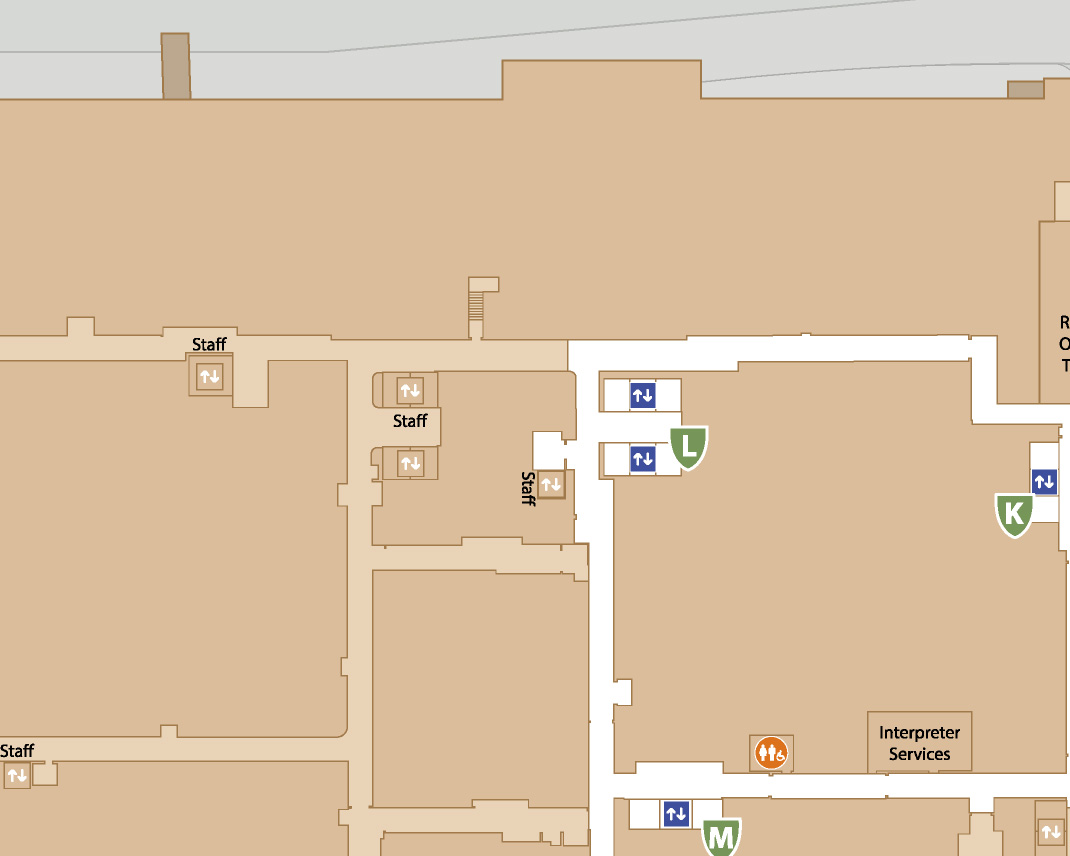 R
O
T
Staff
Staff
L
Staff
K
Interpreter
Services
Staff
M